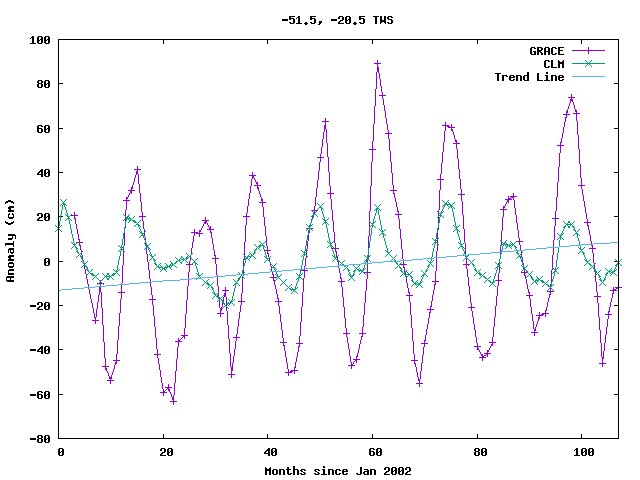 -51.5, -20.5 TWS
GRACE
CLM
Trend Line
100
80
60
40
20
0
-20
-40
-60
-80
Anomaly (cm)
0 20 40 60 80 100
Months since Jan 2002